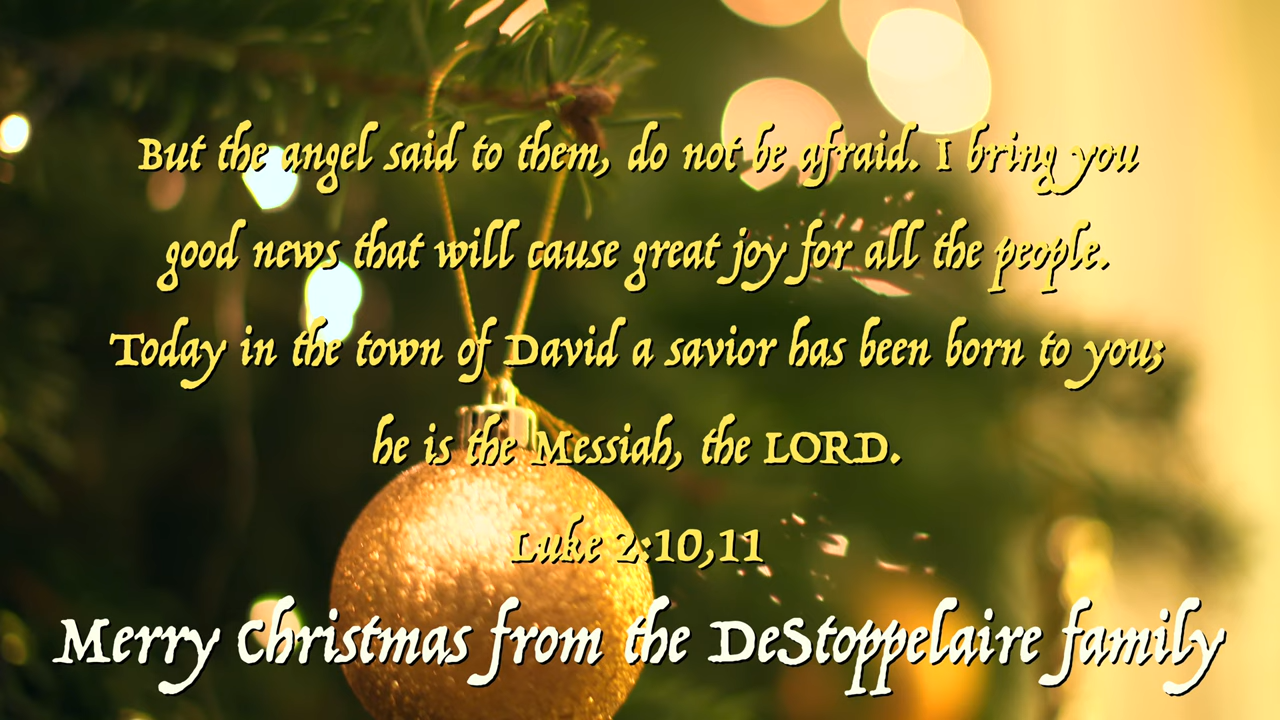 But the angel said to them, do not be afraid. I bring you
good news that will cause great joy for all the people.
Today in the town of David a savior has been born to you;
he is the Messiah, the LORD.
Luke 2:10,11
Merry Christmas from the DeStoppelaire family